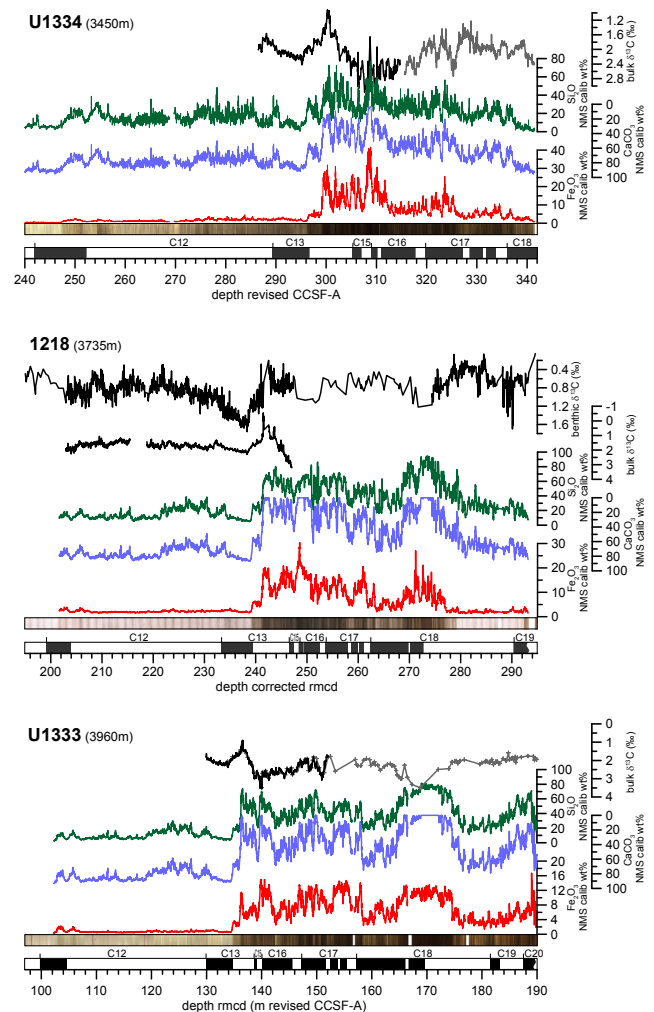 U1334 (3450m)
1.2
1.6
2.0
2.4
2.8
bulk δ¹³C (‰)
80
60
40
20
0
Si₂O
NMS calib wt%
0
20
40
60
80
100
CaCO₃
NMS calib wt%
40
30
20
10
0
Fe₂O₃
NMS calib wt%
C12 C13 C15 C16 C17 C18
240 250 260 270 280 290 300 310 320 330 340
depth revised CCSF-A
1218 (3735m)
0.4
0.8
1.2
1.6
benthic δ¹³C (‰)
-1
0
1
2
3
4
bulk δ¹³C (‰)
100
80
60
40
20
0
Si₂O
NMS calib wt%
0
20
40
60
80
100
CaCO₃
NMS calib wt%
30
20
10
0
Fe₂O₃
NMS calib wt%
C12 C13 C15 C16 C17 C18 C19
200 210 220 230 240 250 260 270 280 290
depth corrected rmcd
U1333 (3960m)
0
1
2
3
4
bulk δ¹³C (‰)
100
80
60
40
20
0
Si₂O
NMS calib wt%
0
20
40
60
80
100
CaCO₃
NMS calib wt%
20
16
12
8
4
0
Fe₂O₃
NMS calib wt%
C12 C13 C15 C16 C17 C18 C19 C20
100 110 120 130 140 150 160 170 180 190
depth rmcd (m revised CCSF-A)